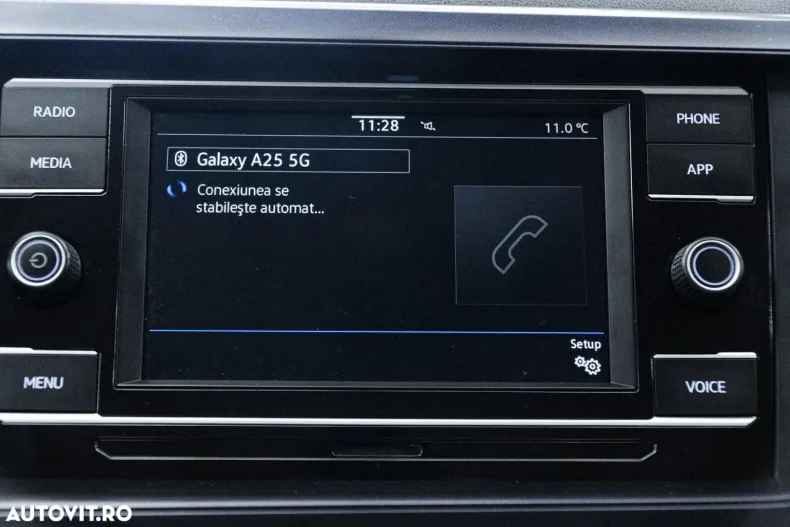 RADIO
MEDIA
MENU
11:28
11.0 °C
Galaxy A25 5G
Conexiunea se
stabileşte automat...
Setup
PHONE
APP
VOICE
AUTOVIT.RO